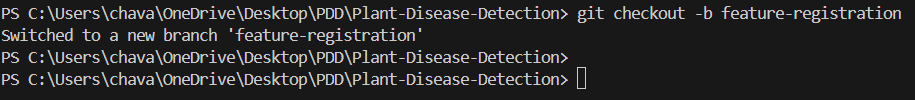 PS C:\Users\chava\OneDrive\Desktop\PDD\Plant-Disease-Detection> git checkout -b feature-registration
Switched to a new branch 'feature-registration'
PS C:\Users\chava\OneDrive\Desktop\PDD\Plant-Disease-Detection>
PS C:\Users\chava\OneDrive\Desktop\PDD\Plant-Disease-Detection>